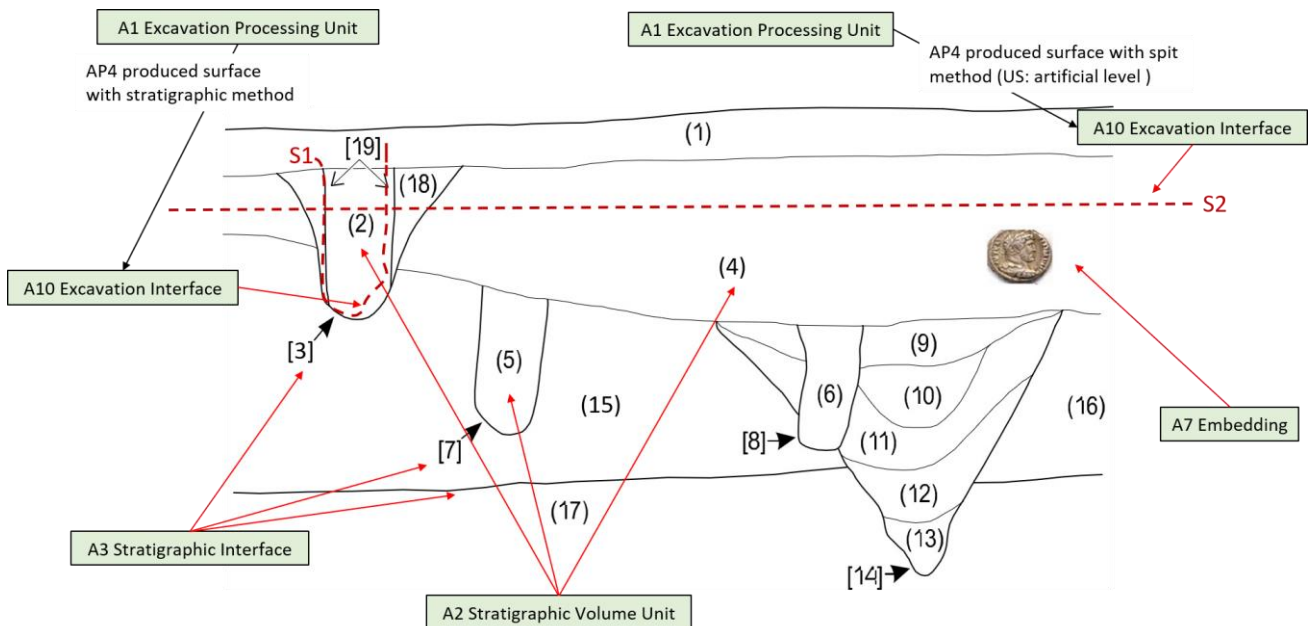 A1 Excavation Processing Unit
A1 Excavation Processing Unit
AP4 produced surface
with stratigraphic method
AP4 produced surface with spit
method (US: artificial level )
A10 Excavation Interface
(1)
S1
[19]
(18)
(2)
S2
A10 Excavation Interface
(4)
[3]
(5)
(9)
(6)
(10)
(15)
(16)
A7 Embedding
[7]
[8]
(11)
(12)
(17)
(13)
A3 Stratigraphic Interface
[14]
A2 Stratigraphic Volume Unit